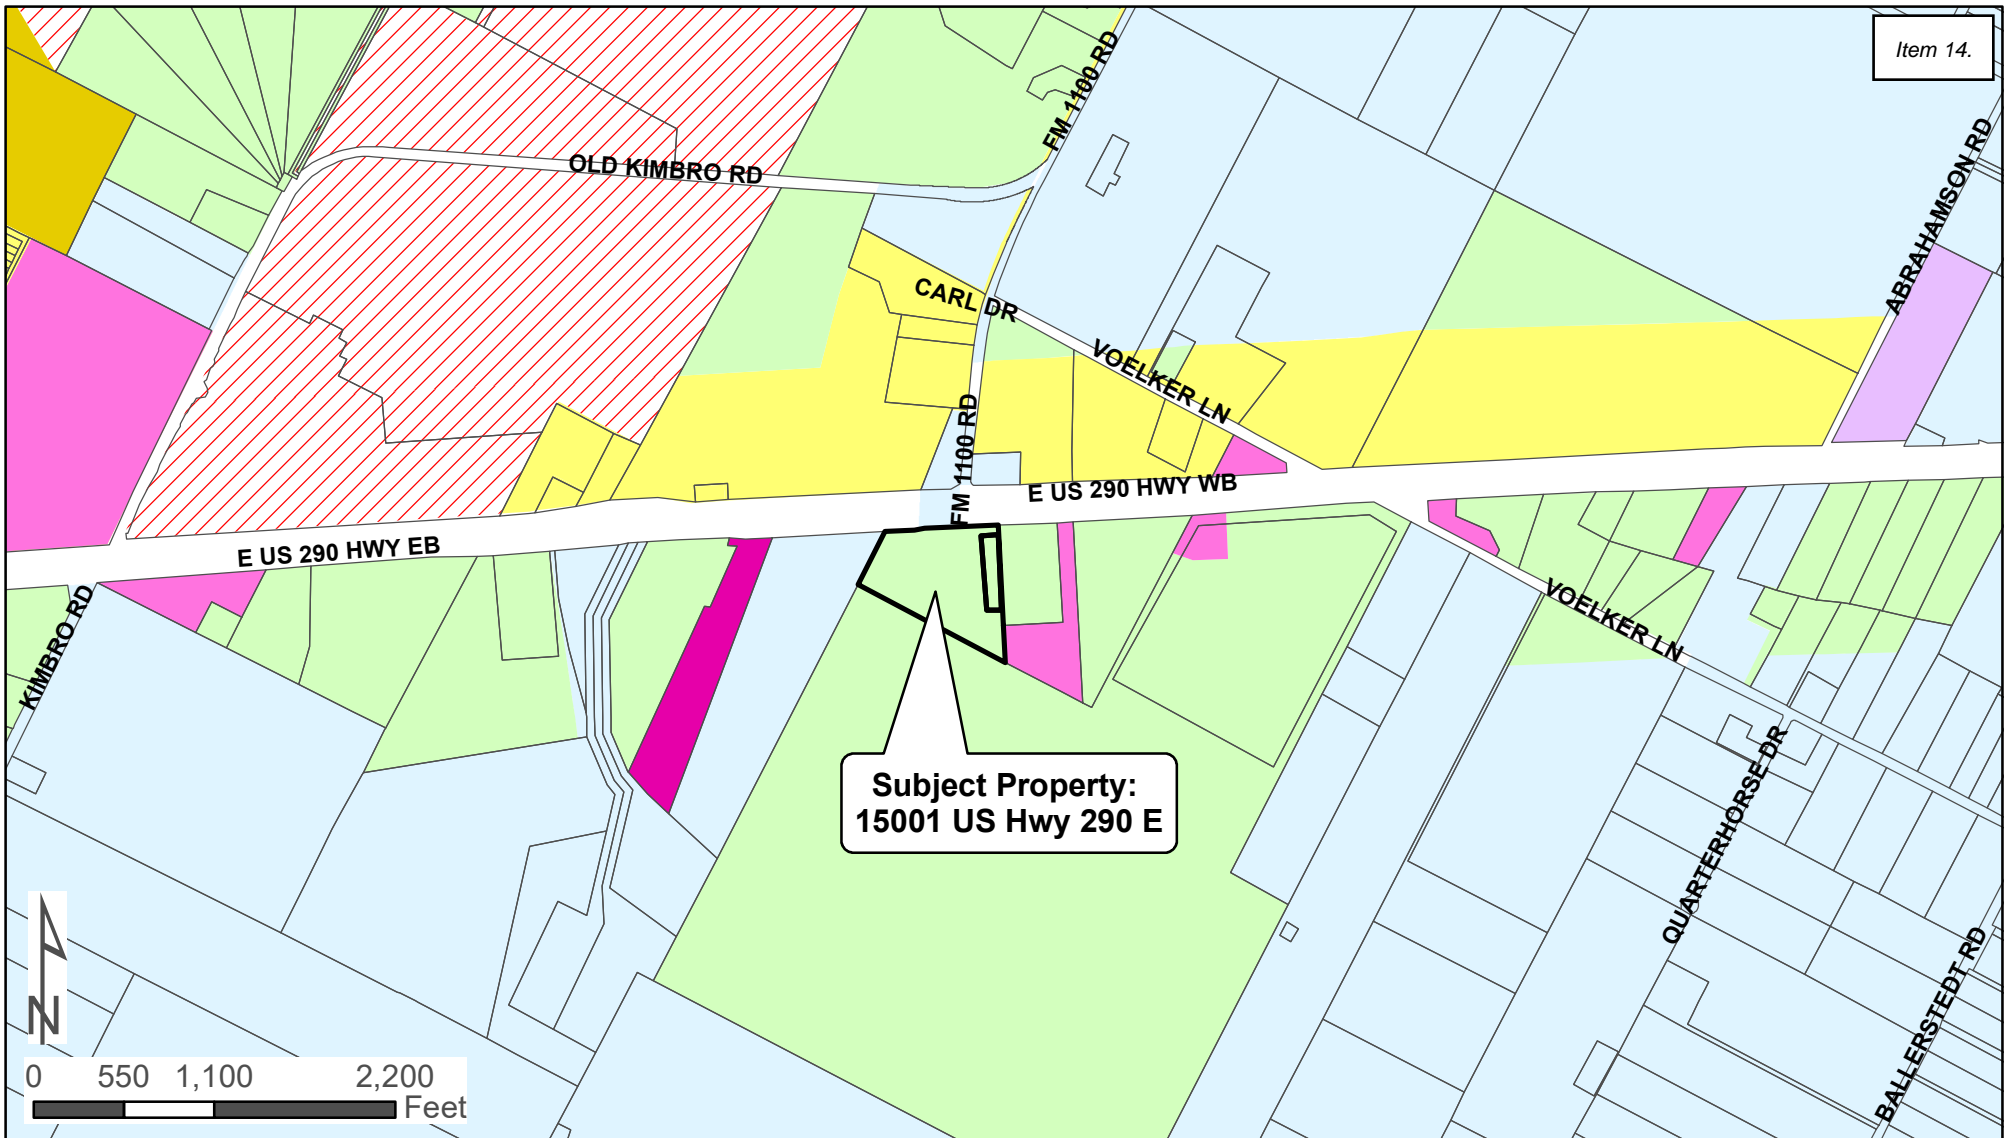 Item 14.
FM 1100 RD
OLD KIMBRO RD
ABRAHAMSON RD
CARL DR
VOELKER LN
FM 1100 RD
E US 290 HWY WB
E US 290 HWY EB
KIMBRO RD
VOELKER LN
Subject Property:
15001 US Hwy 290 E
QUARTERHORSE DR
BALLERSTEDT RD
N
0 550 1,100 2,200
Feet